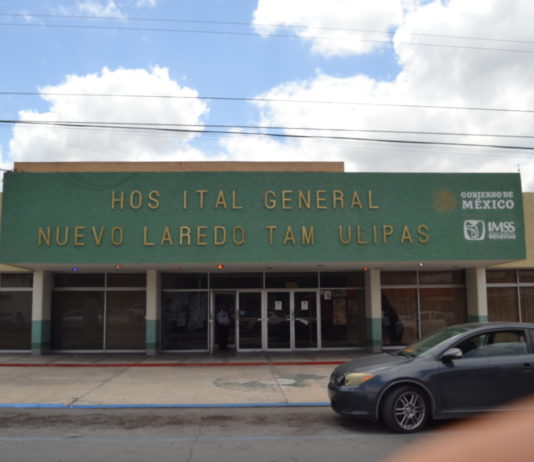 HOS ITAL GENERAL
NUEVO LAREDO TAM ULIPAS
GOBIERNO DE
MÉXICO
IMSS
BIENESTAR